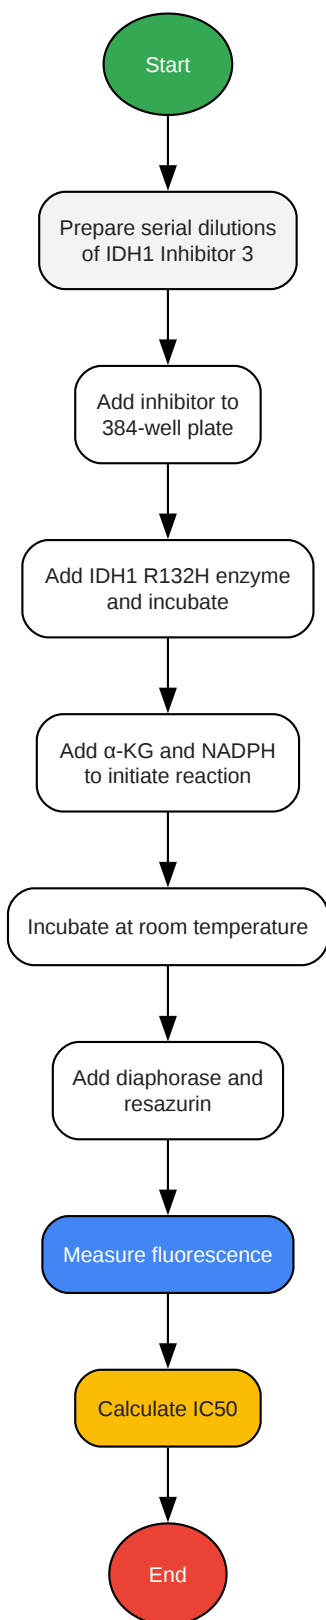 Start
Prepare serial dilutions
of IDH1 Inhibitor 3
Add inhibitor to
384-well plate
Add IDH1 R132H enzyme
and incubate
Add α-KG and NADPH
to initiate reaction
Incubate at room temperature
Add diaphorase and
resazurin
Measure fluorescence
Calculate IC50
End